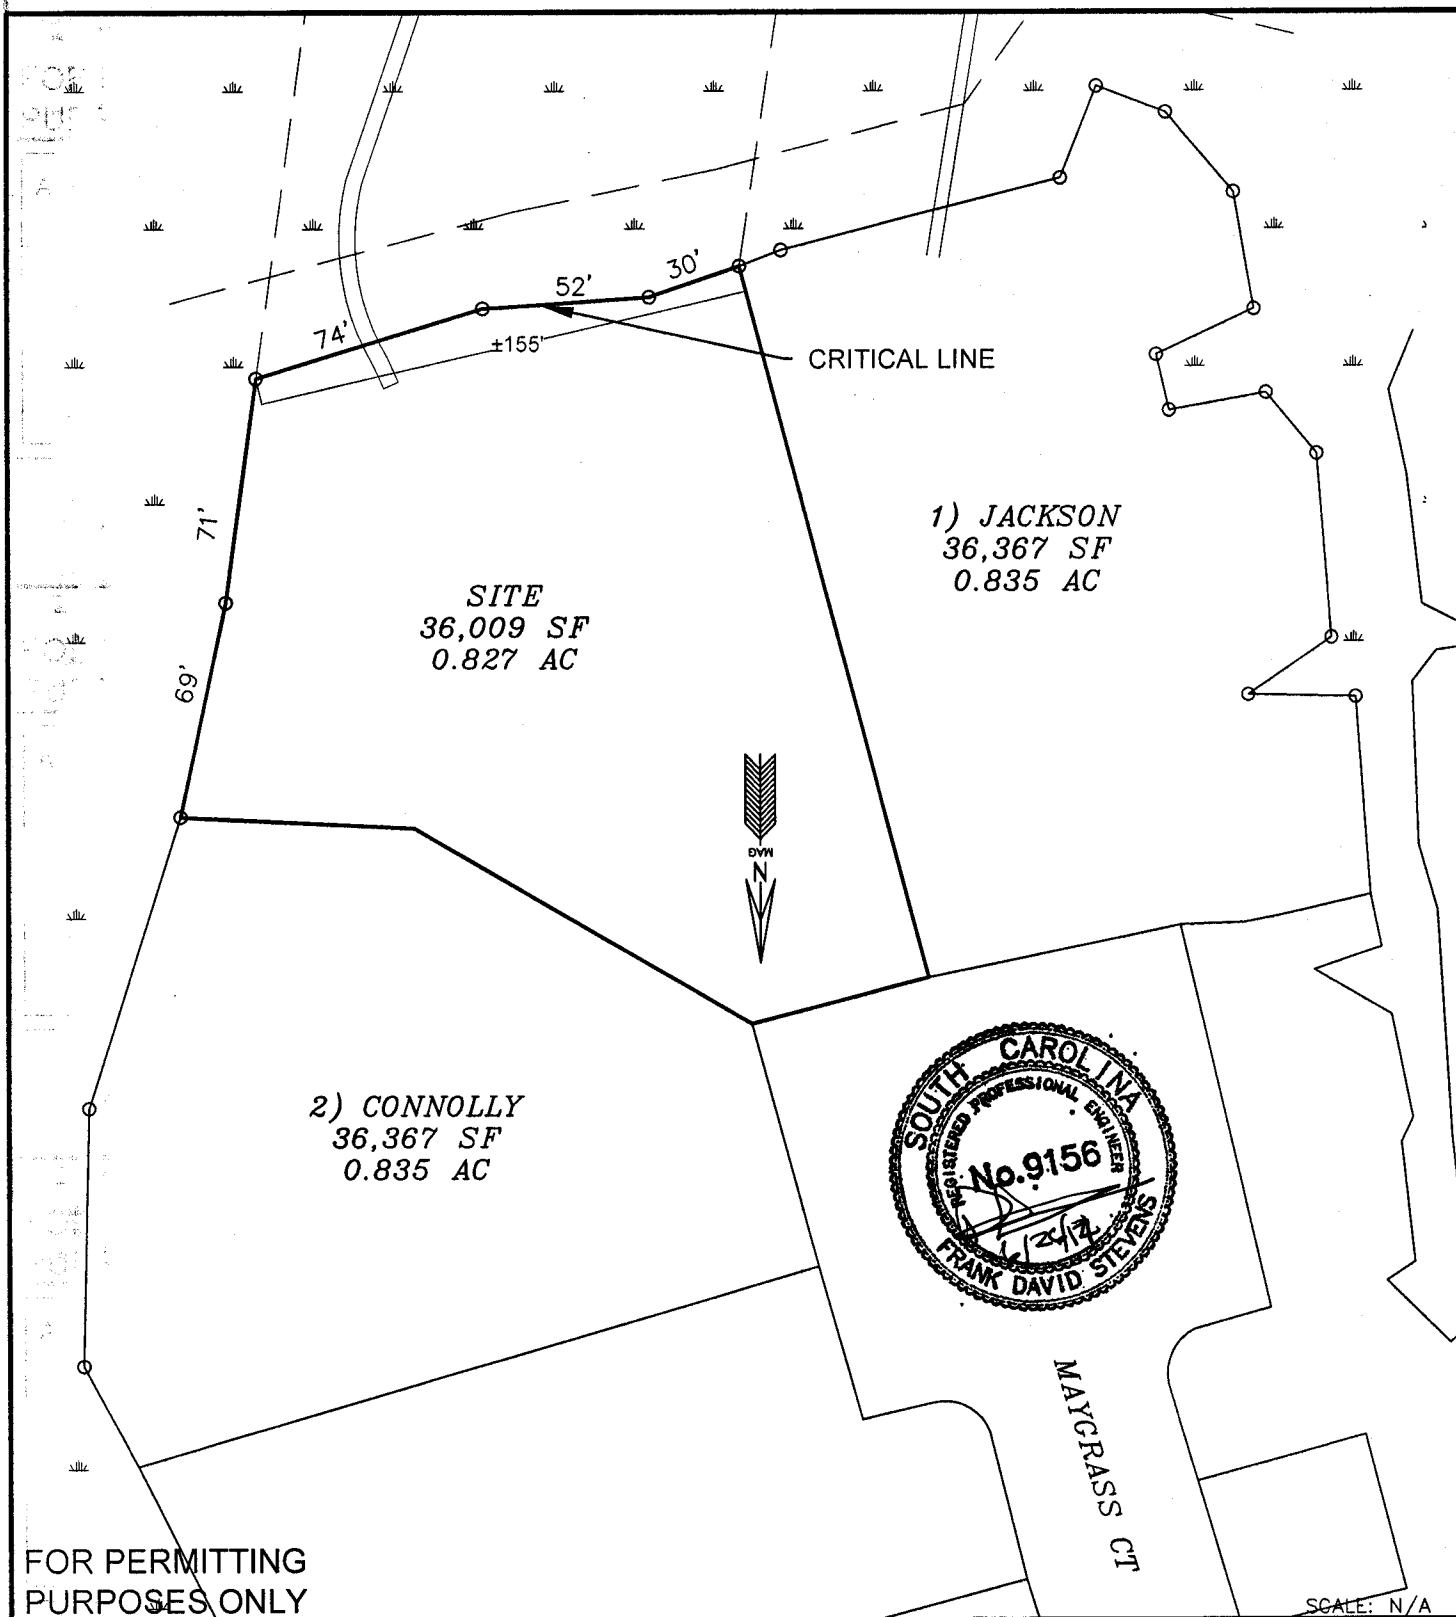 30'
52'
74'
±155'
CRITICAL LINE
71'
69'
SITE
36,009 SF
0.827 AC
1) JACKSON
36,367 SF
0.835 AC
MAG
N
2) CONNOLLY
36,367 SF
0.835 AC
SOUTH CAROLINA
REGISTERED PROFESSIONAL ENGINEER
No.9156
FRANK DAVID STEVENS
MAYGRASS CT
FOR PERMITTING
PURPOSES ONLY
SCALE: N/A